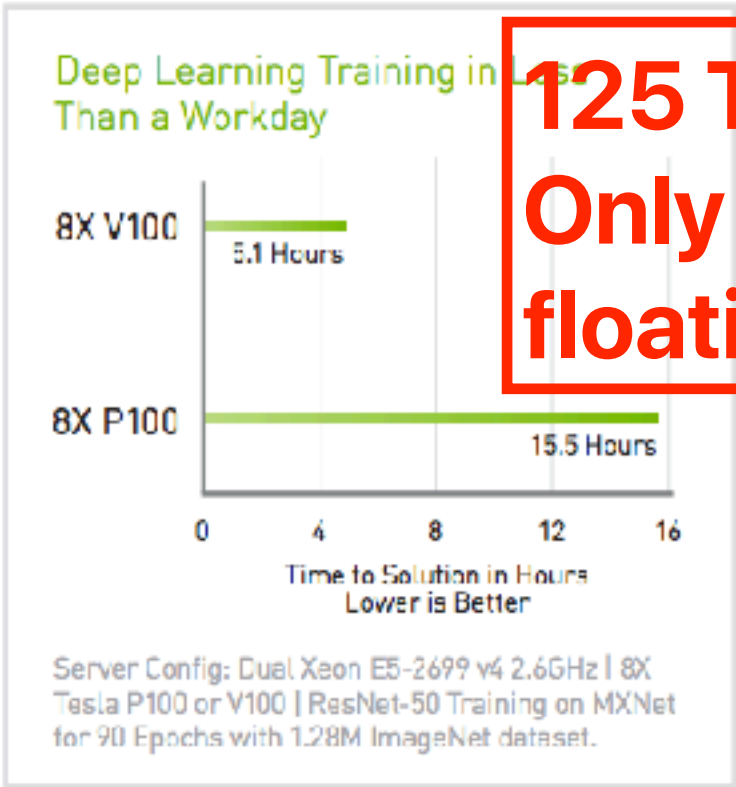 Deep Learning Training in Less
Than a Workday
125 T
Only
floati
8X V100
5.1 Hours
8X P100
15.5 Hours
0 4 8 12 16
Time to Solution in Hours
Lower is Better
Server Config: Dual Xeon E5-2699 v4 2.6GHz | 8X
Tesla P100 or V100 | ResNet-50 Training on MXNet
for 90 Epochs with 1.28M ImageNet dataset.